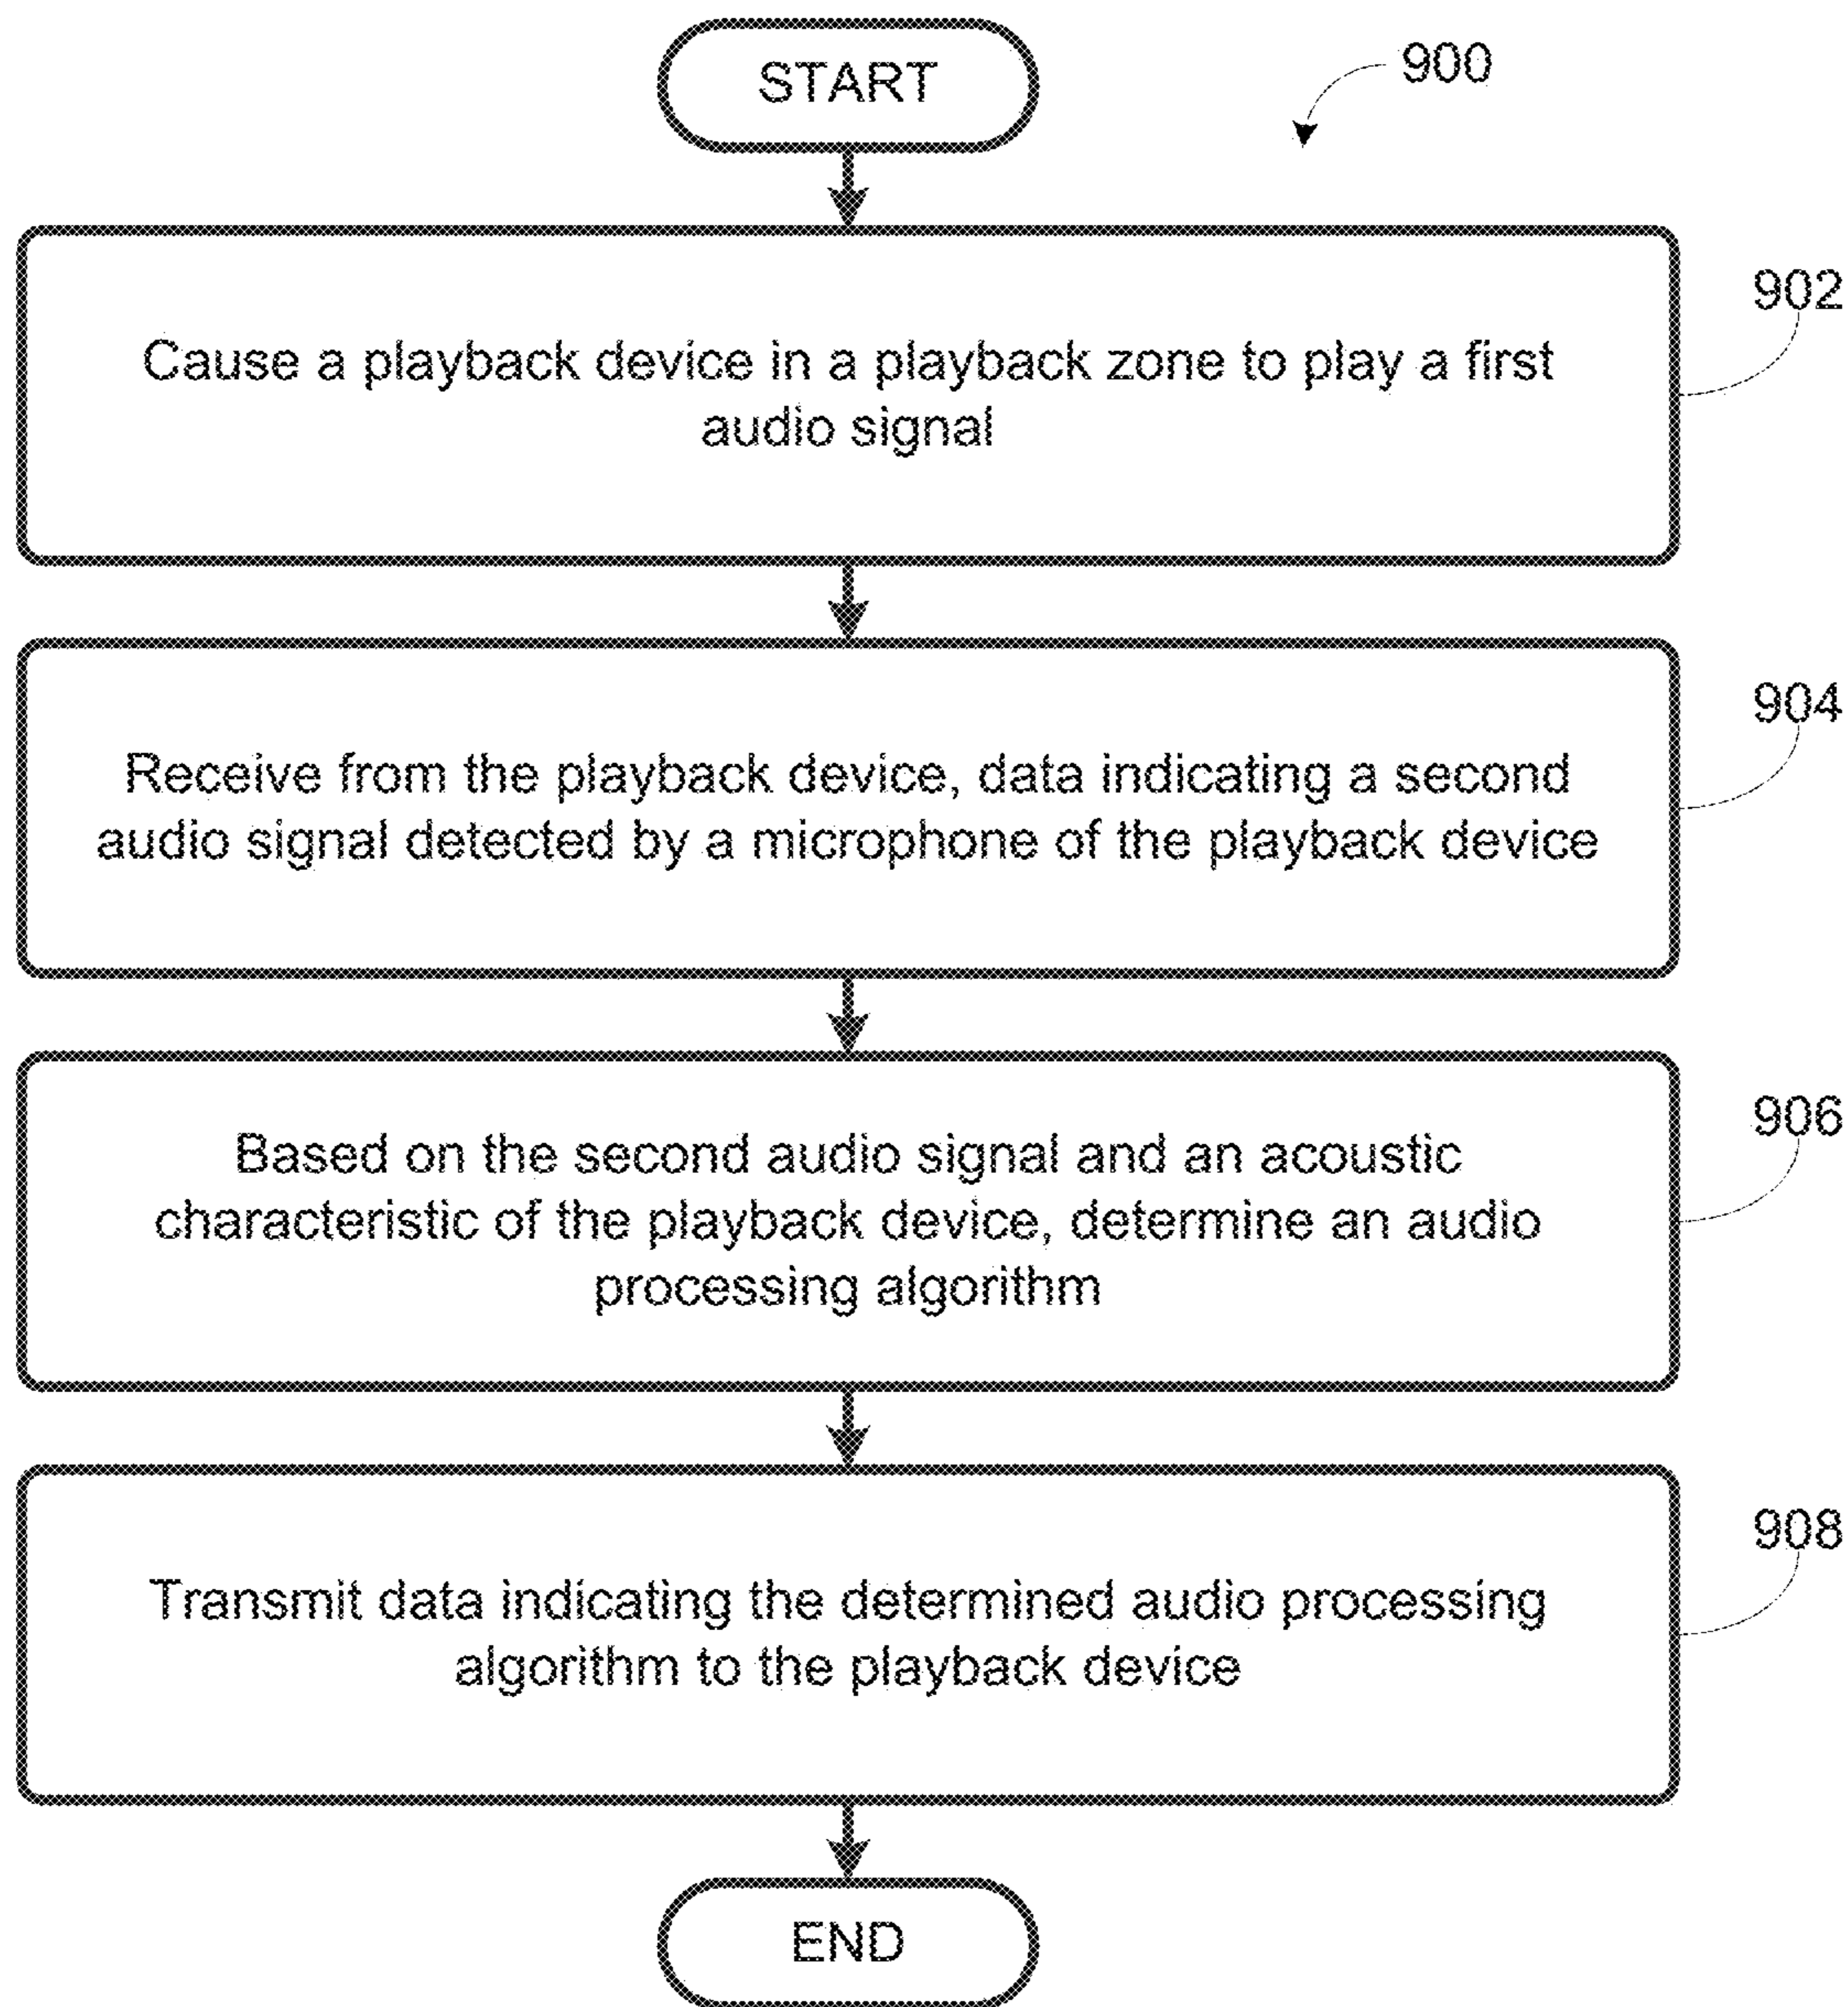 START
900
902
Cause a playback device in a playback zone to play a first
audio signal
904
Receive from the playback device, data indicating a second
audio signal detected by a microphone of the playback device
906
Based on the second audio signal and an acoustic
characteristic of the playback device, determine an audio
processing algorithm
908
Transmit data indicating the determined audio processing
algorithm to the playback device
END